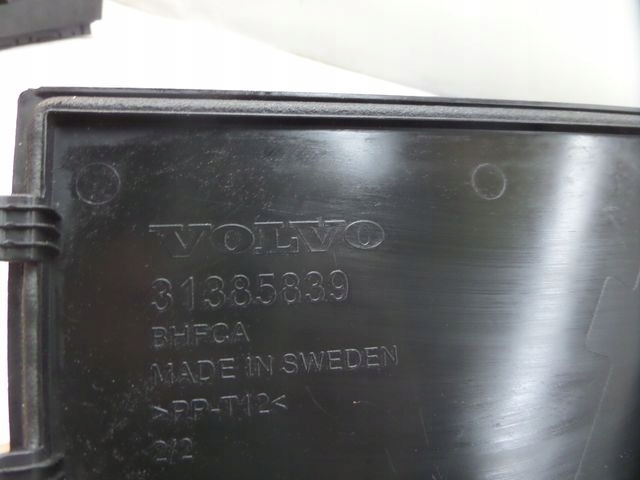 VOLVO
31385839
BHFCA
MADE IN SWEDEN
>PP-T12<
2/2